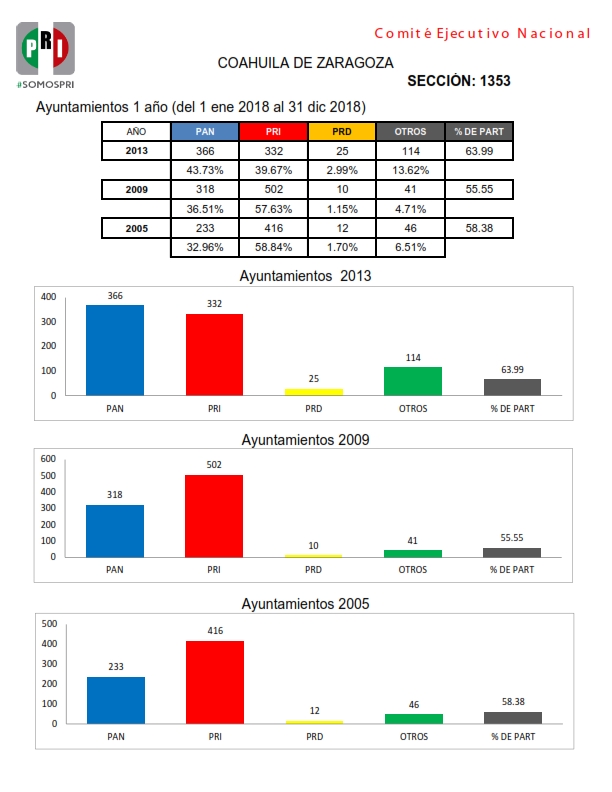 Comité Ejecutivo Nacional
PRI
#SOMOSPRI
COAHUILA DE ZARAGOZA
SECCIÓN: 1353
Ayuntamientos 1 año (del 1 ene 2018 al 31 dic 2018)
AÑO PAN PRI PRD OTROS % DE PART
2013 366 332 25 114 63.99
43.73% 39.67% 2.99% 13.62%
2009 318 502 10 41 55.55
36.51% 57.63% 1.15% 4.71%
2005 233 416 12 46 58.38
32.96% 58.84% 1.70% 6.51%
Ayuntamientos 2013
400
300
200
100
0
366 332 25 114 63.99
PAN PRI PRD OTROS % DE PART
Ayuntamientos 2009
600
500
400
300
200
100
0
318 502 10 41 55.55
PAN PRI PRD OTROS % DE PART
Ayuntamientos 2005
500
400
300
200
100
0
233 416 12 46 58.38
PAN PRI PRD OTROS % DE PART